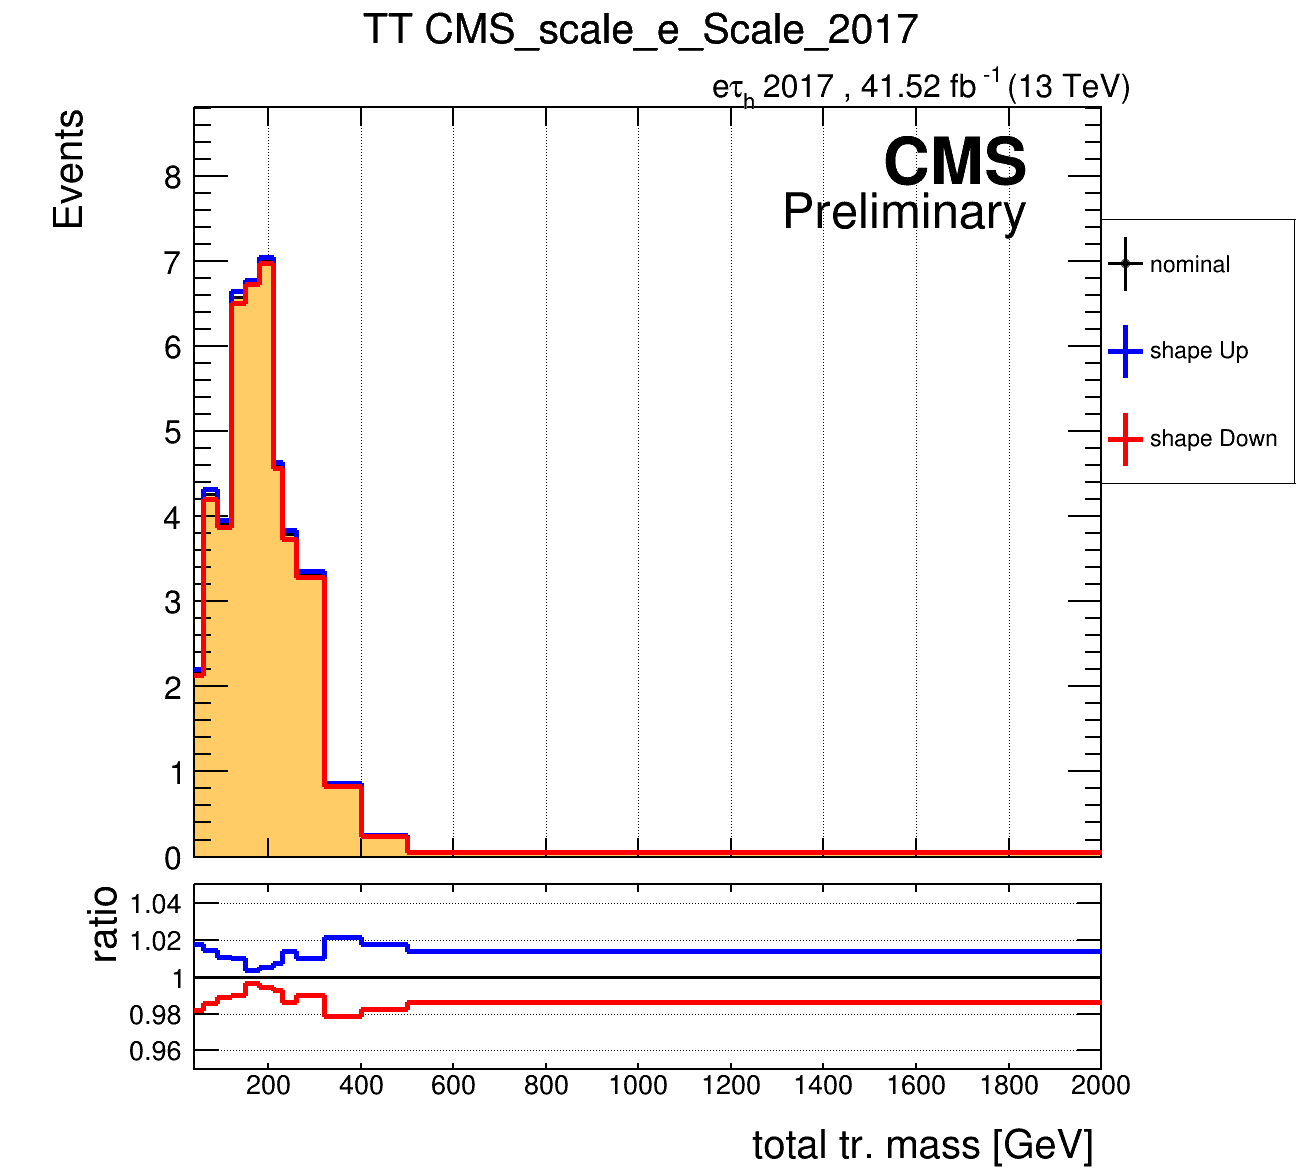 TT CMS_scale_e_Scale_2017
eτh 2017 , 41.52 fb -1 (13 TeV)
Events
CMS
Preliminary
8
7
6
5
4
3
2
1
0
nominal
shape Up
shape Down
ratio
1.04
1.02
1
0.98
0.96
200 400 600 800 1000 1200 1400 1600 1800 2000
total tr. mass [GeV]